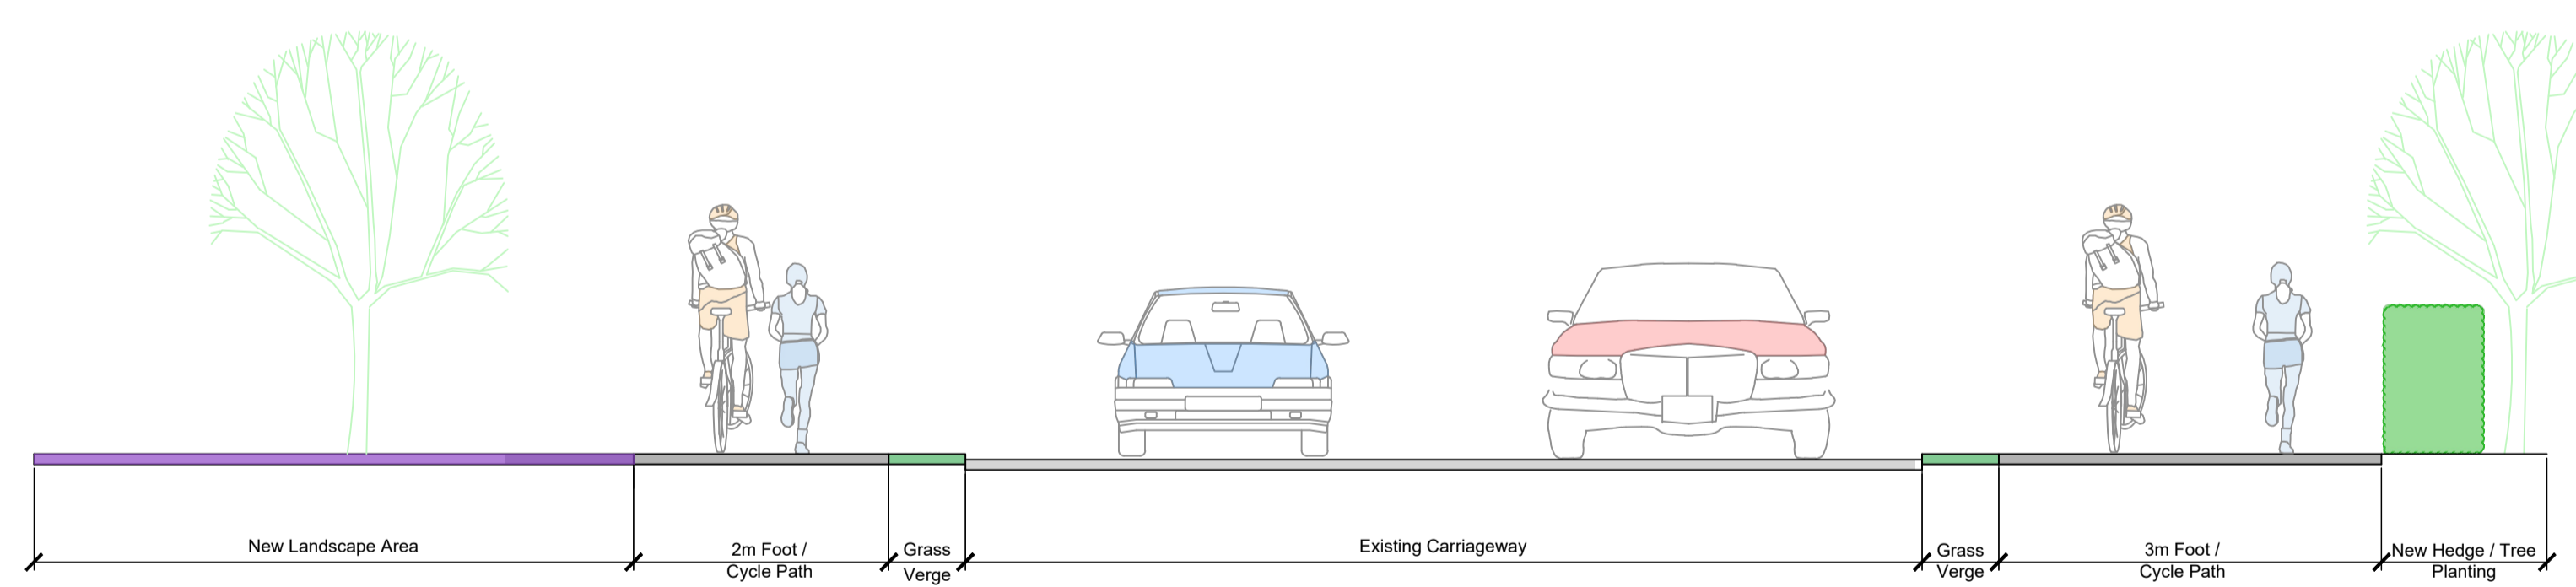 New Landscape Area
2m Foot /
Cycle Path
Grass
Verge
Existing Carriageway
Grass
Verge
3m Foot /
Cycle Path
New Hedge / Tree
Planting